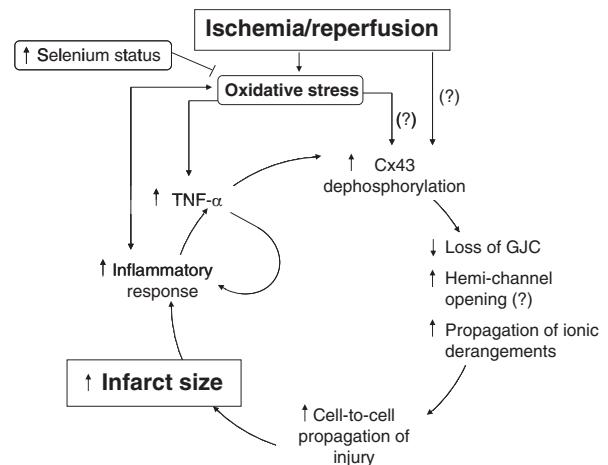 Ischemia/reperfusion
↑ Selenium status
Oxidative stress
(?)
(?)
↑ Cx43
dephosphorylation
↑ TNF-α
↓ Loss of GJC
↑ Hemi-channel
opening (?)
↑ Propagation of ionic
derangements
↑ Inflammatory
response
↑ Infarct size
↑ Cell-to-cell
propagation of
injury